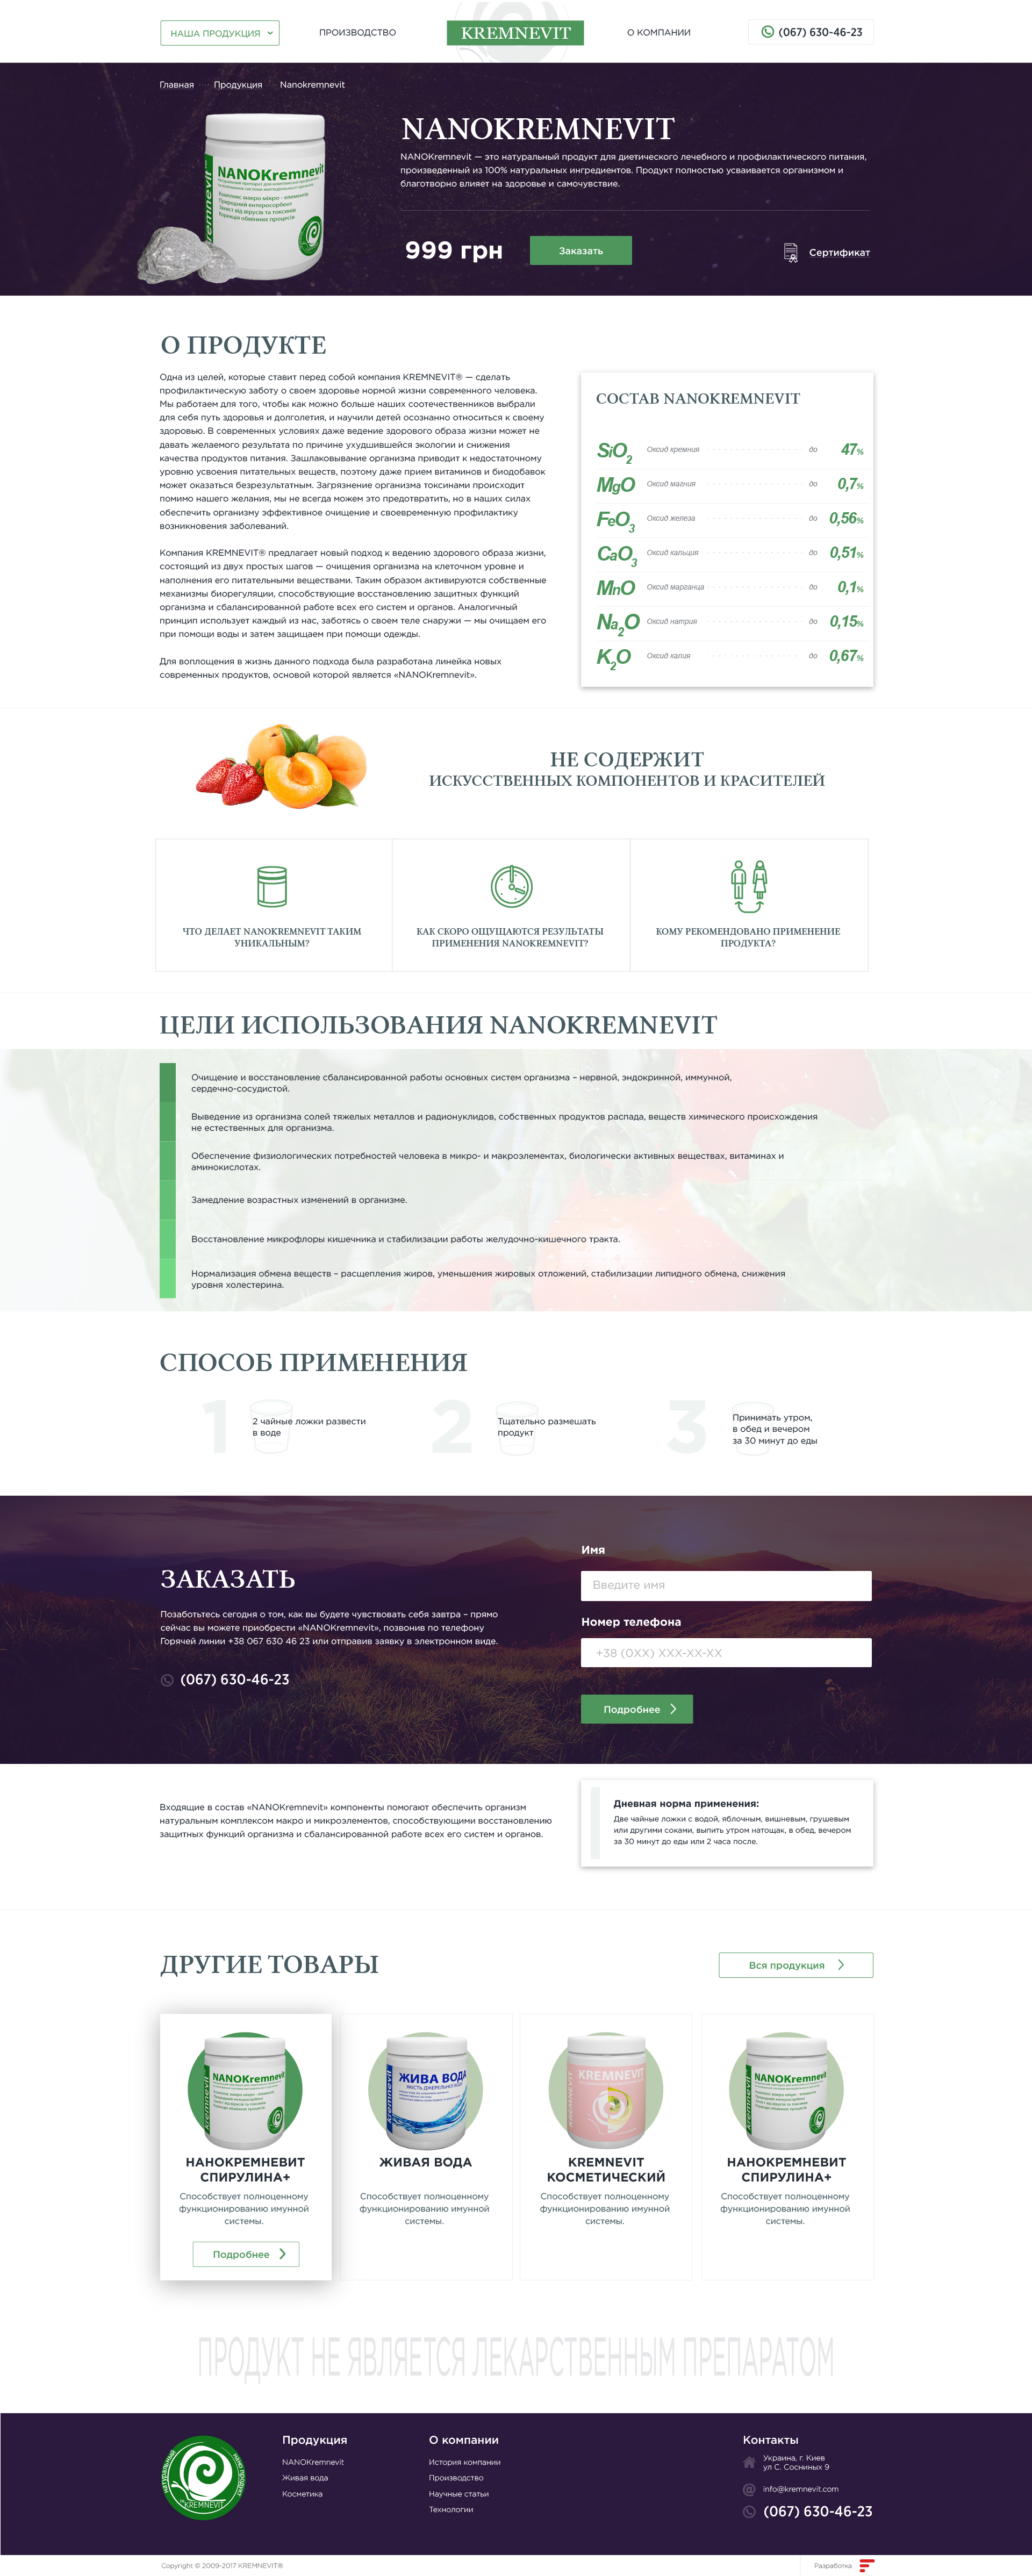 НАША ПРОДУКЦИЯ
ПРОИЗВОДСТВО
KREMNEVIT
О КОМПАНИИ
(067) 630-46-23
Главная
Продукция
Nanokremnevit
NANOKREMNEVIT
NANOKremnevit — это натуральный продукт для диетического лечебного и профилактического питания,
произведенный из 100% натуральных ингредиентов. Продукт полностью усваивается организмом и
благотворно влияет на здоровье и самочувствие.
NANOKremnevit
999 грн
Заказать
Сертификат
О ПРОДУКТЕ
Одна из целей, которые ставит перед собой компания KREMNEVIT® — сделать
профилактическую заботу о своем здоровье нормой жизни современного человека.
Мы работаем для того, чтобы как можно больше наших соотечественников выбрали
для себя путь здоровья и долголетия, и научили детей осознанно относиться к своему
здоровью. В современных условиях даже ведение здорового образа жизни может не
давать желаемого результата по причине ухудшившейся экологии и снижения
качества продуктов питания. Зашлаковывание организма приводит к недостаточному
уровню усвоения питательных веществ, поэтому даже прием витаминов и биодобавок
может оказаться безрезультатным. Загрязнение организма токсинами происходит
помимо нашего желания, мы не всегда можем это предотвратить, но в наших силах
обеспечить организму эффективное очищение и своевременную профилактику
возникновения заболеваний.
Компания KREMNEVIT® предлагает новый подход к ведению здорового образа жизни,
состоящий из двух простых шагов — очищения организма на клеточном уровне и
наполнения его питательными веществами. Таким образом активируются собственные
механизмы биорегуляции, способствующие восстановлению защитных функций
организма и сбалансированной работе всех его систем и органов. Аналогичный
принцип использует каждый из нас, заботясь о своем теле снаружи — мы очищаем его
при помощи воды и затем защищаем при помощи одежды.
Для воплощения в жизнь данного подхода была разработана линейка новых
современных продуктов, основой которой является «NANOKremnevit».
СОСТАВ NANOKREMNEVIT
SiO2 Оксид кремния до 47%
MgO Оксид магния до 0,7%
FeO3 Оксид железа до 0,56%
CaO3 Оксид кальция до 0,51%
MnO Оксид марганца до 0,1%
Na2O Оксид натрия до 0,15%
K2O Оксид калия до 0,67%
НЕ СОДЕРЖИТ
ИСКУССТВЕННЫХ КОМПОНЕНТОВ И КРАСИТЕЛЕЙ
ЧТО ДЕЛАЕТ NANOKREMNEVIT ТАКИМ
УНИКАЛЬНЫМ?
КАК СКОРО ОЩУЩАЮТСЯ РЕЗУЛЬТАТЫ
ПРИМЕНЕНИЯ NANOKREMNEVIT?
КОМУ РЕКОМЕНДОВАНО ПРИМЕНЕНИЕ
ПРОДУКТА?
ЦЕЛИ ИСПОЛЬЗОВАНИЯ NANOKREMNEVIT
Очищение и восстановление сбалансированной работы основных систем организма – нервной, эндокринной, иммунной,
сердечно-сосудистой.
Выведение из организма солей тяжелых металлов и радионуклидов, собственных продуктов распада, веществ химического происхождения
не естественных для организма.
Обеспечение физиологических потребностей человека в микро- и макроэлементах, биологически активных веществах, витаминах и
аминокислотах.
Замедление возрастных изменений в организме.
Восстановление микрофлоры кишечника и стабилизации работы желудочно-кишечного тракта.
Нормализация обмена веществ – расщепления жиров, уменьшения жировых отложений, стабилизации липидного обмена, снижения
уровня холестерина.
СПОСОБ ПРИМЕНЕНИЯ
1
2 чайные ложки развести
в воде
2
Тщательно размешать
продукт
3
Принимать утром,
в обед и вечером
за 30 минут до еды
ЗАКАЗАТЬ
Позаботьтесь сегодня о том, как вы будете чувствовать себя завтра – прямо
сейчас вы можете приобрести «NANOKremnevit», позвонив по телефону
Горячей линии +38 067 630 46 23 или отправив заявку в электронном виде.
(067) 630-46-23
Имя
Введите имя
Номер телефона
+38 (0XX) XXX-XX-XX
Подробнее
Входящие в состав «NANOKremnevit» компоненты помогают обеспечить организм
натуральным комплексом макро и микроэлементов, способствующими восстановлению
защитных функций организма и сбалансированной работе всех его систем и органов.
Дневная норма применения:
Две чайные ложки с водой, яблочным, вишневым, грушевым
или другими соками, выпить утром натощак, в обед, вечером
за 30 минут до еды или 2 часа после.
ДРУГИЕ ТОВАРЫ
Вся продукция
NANOKremnevit
НАНОКРЕМНЕВИТ
СПИРУЛИНА+
Способствует полноценному
функционированию имунной
системы.
Подробнее
ЖИВА ВОДА
ЖИВАЯ ВОДА
Способствует полноценному
функционированию имунной
системы.
KREMNEVIT
KREMNEVIT
КОСМЕТИЧЕСКИЙ
Способствует полноценному
функционированию имунной
системы.
NANOKremnevit
НАНОКРЕМНЕВИТ
СПИРУЛИНА+
Способствует полноценному
функционированию имунной
системы.
ПРОДУКТ НЕ ЯВЛЯЕТСЯ ЛЕКАРСТВЕННЫМ ПРЕПАРАТОМ
KREMNEVIT
Продукция
NANOKremnevit
Живая вода
Косметика
О компании
История компании
Производство
Научные статьи
Технологии
Контакты
Украина, г. Киев
ул С. Сосниных 9
info@kremnevit.com
(067) 630-46-23
Copyright © 2009-2017 KREMNEVIT®
Разработка